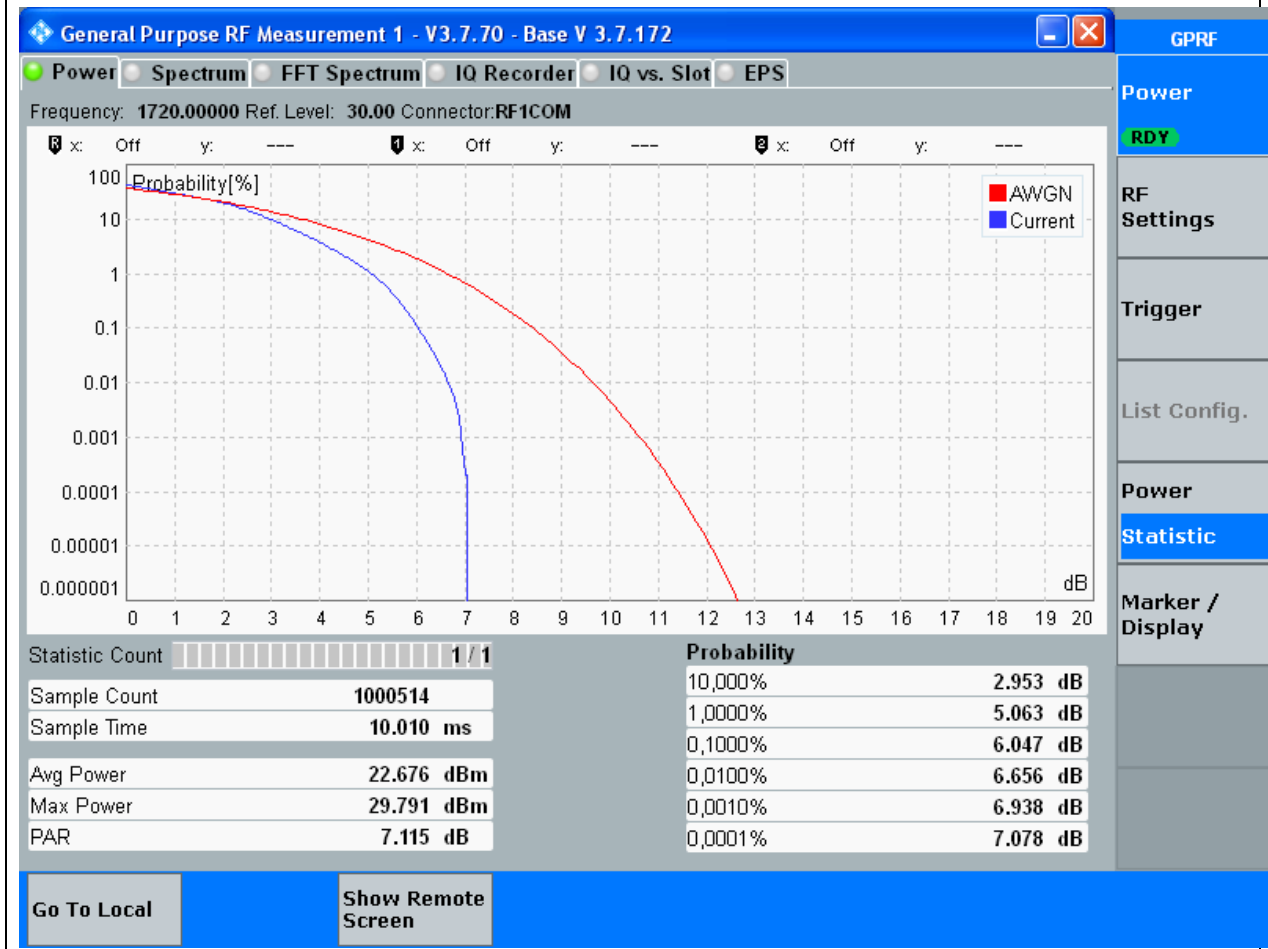 General Purpose RF Measurement 1 - V3.7.70 - Base V 3.7.172
GPRF
Power Spectrum FFT Spectrum IQ Recorder IQ vs. Slot EPS
Frequency: 1720.00000 Ref. Level: 30.00 Connector:RF1COM
R x: Off y: --- 1 x: Off y: --- 2 x: Off y: ---
Probability[%]
AWGN
Current
100
10
1
0.1
0.01
0.001
0.0001
0.00001
0.000001
dB
0 1 2 3 4 5 6 7 8 9 10 11 12 13 14 15 16 17 18 19 20
Statistic Count 1 / 1
Sample Count 1000514
Sample Time 10.010 ms
Avg Power 22.676 dBm
Max Power 29.791 dBm
PAR 7.115 dB
Probability
10,000% 2.953 dB
1,0000% 5.063 dB
0,1000% 6.047 dB
0,0100% 6.656 dB
0,0010% 6.938 dB
0,0001% 7.078 dB
Power
RDY
RF
Settings
Trigger
List Config.
Power
Statistic
Marker /
Display
Go To Local
Show Remote
Screen